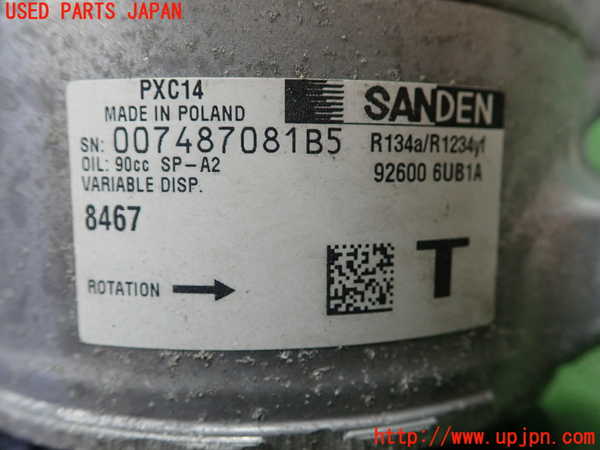 USED PARTS JAPAN
PXC14
MADE IN POLAND
SANDEN
SN: 007487081B5
R134a/R1234yf
OIL: 90cc SP-A2
92600 6UB1A
VARIABLE DISP.
8467
ROTATION
T
http://www.upjpn.com/